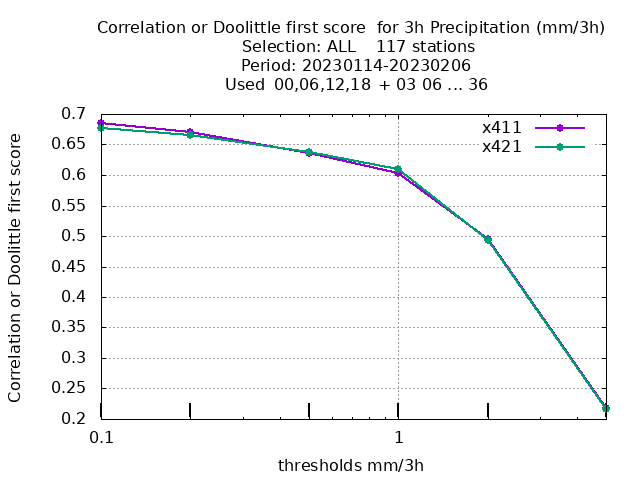 Correlation or Doolittle first score  for 3h Precipitation (mm/3h)
Selection: ALL    117 stations
Period: 20230114-20230206
Used  00,06,12,18  + 03 06 ... 36
x411
x421
0.7
0.65
0.6
0.55
0.5
0.45
0.4
0.35
0.3
0.25
0.2
Correlation or Doolittle first score
0.1
1
thresholds mm/3h